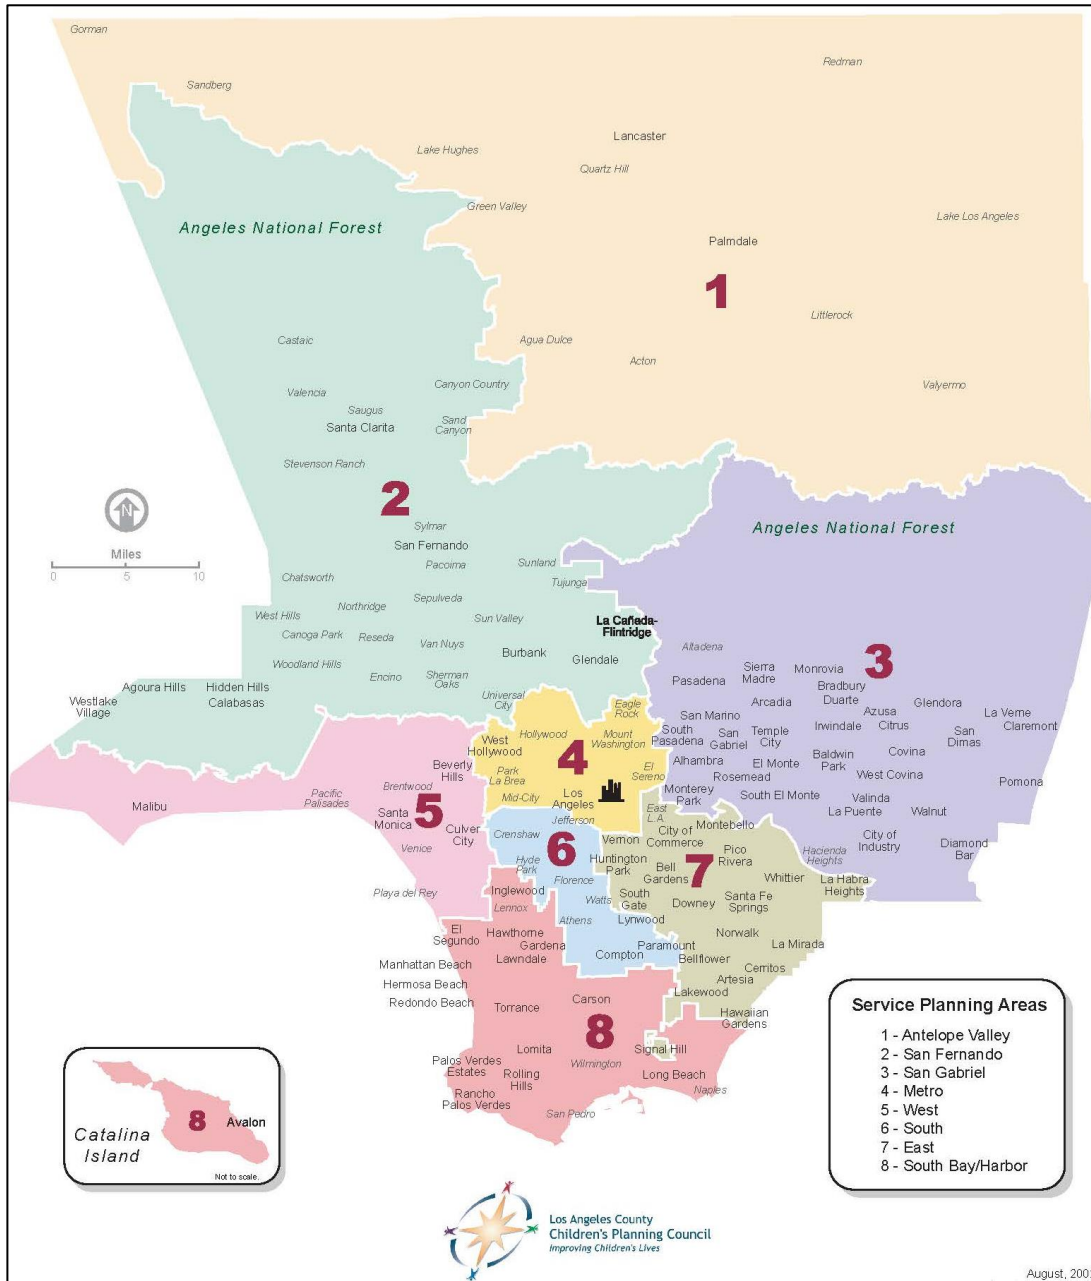 Gorman
Redman
Sandberg
Lancaster
Lake Hughes
Quartz Hill
Green Valley
Lake Los Angeles
Angeles National Forest
Palmdale
1
Littlerock
Castaic
Agua Dulce
Acton
Valyermo
Canyon Country
Valencia
Saugus
Santa Clarita
Sand
Canyon
Stevenson Ranch
2
N
Miles
0 5 10
Sylmar
San Fernando
Pacoima
Angeles National Forest
Sunland
Tujunga
Chatsworth
Sepulveda
Northridge
West Hills
Sun Valley
Canoga Park
Reseda
Van Nuys
Woodland Hills
Burbank
Glendale
La Cañada-
Flintridge
Encino
Sherman
Oaks
Universal
City
Agoura Hills
Hidden Hills
Calabasas
Westlake
Village
Altadena
3
Pasadena
Sierra
Madre
Monrovia
Bradbury
Duarte
Arcadia
Azusa
Glendora
Citrus
La Verne
Claremont
San Marino
South
Pasadena
San
Gabriel
Temple
City
Irwindale
San
Dimas
Alhambra
El Monte
Baldwin
Park
Covina
Rosemead
West Covina
Pomona
Monterey
Park
South El Monte
Valinda
La Puente
Walnut
City of
Industry
Hacienda
Heights
Diamond
Bar
La Habra
Heights
Eagle
Rock
Hollywood
Mount
Washington
West
Hollywood
4
Park
La Brea
El
Sereno
Mid-City
Los
Angeles
Beverly
Hills
Brentwood
Pacific
Palisades
Malibu
5
Santa
Monica
Culver
City
Venice
Playa del Rey
Jefferson
Crenshaw
6
Hyde
Park
Florence
Watts
Athens
Lynwood
Compton
Paramount
East
L.A.
Montebello
City of
Commerce
Vernon
Pico
Rivera
Huntington
Park
Bell
Gardens
7
Whittier
South
Gate
Downey
Santa Fe
Springs
Norwalk
La Mirada
Bellflower
Cerritos
Artesia
Lakewood
Hawaiian
Gardens
Inglewood
Lennox
El
Segundo
Hawthorne
Gardena
Lawndale
Manhattan Beach
Hermosa Beach
Redondo Beach
Torrance
Carson
8
Lomita
Wilmington
Signal Hill
Long Beach
Naples
Palos Verdes
Estates
Rolling
Hills
Rancho
Palos Verdes
San Pedro
Catalina
Island
8
Avalon
Not to scale.
Service Planning Areas
1 - Antelope Valley
2 - San Fernando
3 - San Gabriel
4 - Metro
5 - West
6 - South
7 - East
8 - South Bay/Harbor
Los Angeles County
Children's Planning Council
Improving Children's Lives
August,